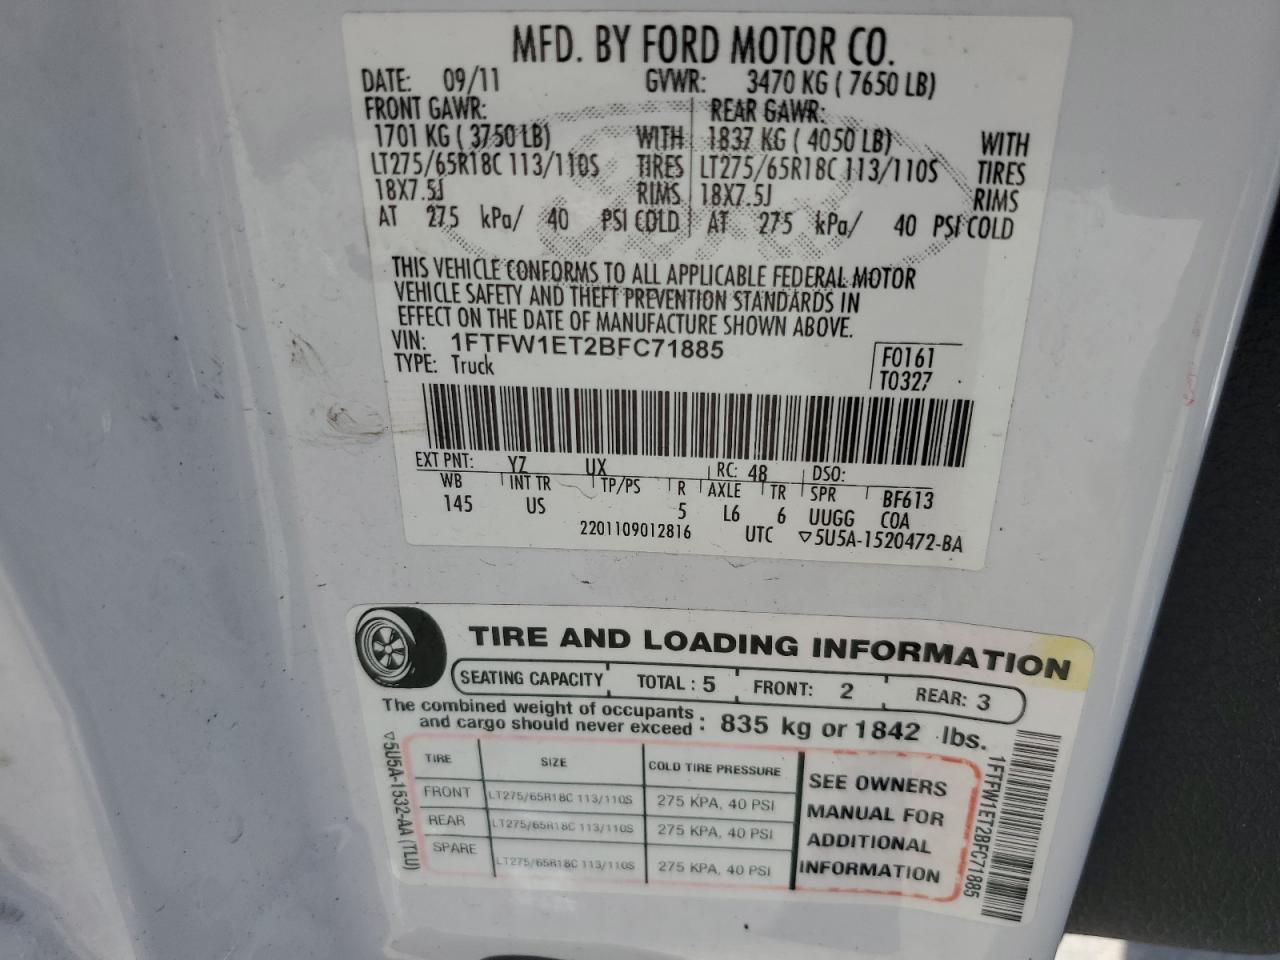 MFD. BY FORD MOTOR CO.
DATE: 09/11 GVWR: 3470 KG ( 7650 LB)
FRONT GAWR: REAR GAWR:
1701 KG ( 3750 LB) WITH 1837 KG ( 4050 LB) WITH
LT275/65R18C 113/110S TIRES LT275/65R18C 113/110S TIRES
18X7.5J RIMS 18X7.5J RIMS
AT 275 kPa/ 40 PSI COLD AT 275 kPa/ 40 PSI COLD
THIS VEHICLE CONFORMS TO ALL APPLICABLE FEDERAL MOTOR
VEHICLE SAFETY AND THEFT PREVENTION STANDARDS IN
EFFECT ON THE DATE OF MANUFACTURE SHOWN ABOVE.
VIN: 1FTFW1ET2BFC71885 F0161
TYPE: Truck T0327
EXT PNT: YZ UX RC: 48 DSO:
WB INT TR TP/PS R AXLE TR SPR BF613
145 US 5 L6 6 UUGG COA
2201109012816 UTC ▽5U5A-1520472-BA
TIRE AND LOADING INFORMATION
SEATING CAPACITY TOTAL : 5 FRONT: 2 REAR: 3
The combined weight of occupants
and cargo should never exceed : 835 kg or 1842 lbs.
TIRE SIZE COLD TIRE PRESSURE
FRONT LT275/65R18C 113/110S 275 KPA, 40 PSI
REAR LT275/65R18C 113/110S 275 KPA, 40 PSI
SPARE LT275/65R18C 113/110S 275 KPA, 40 PSI
SEE OWNERS
MANUAL FOR
ADDITIONAL
INFORMATION
▽5U5A-1532-AA (TLU)
1FTFW1ET2BFC71885